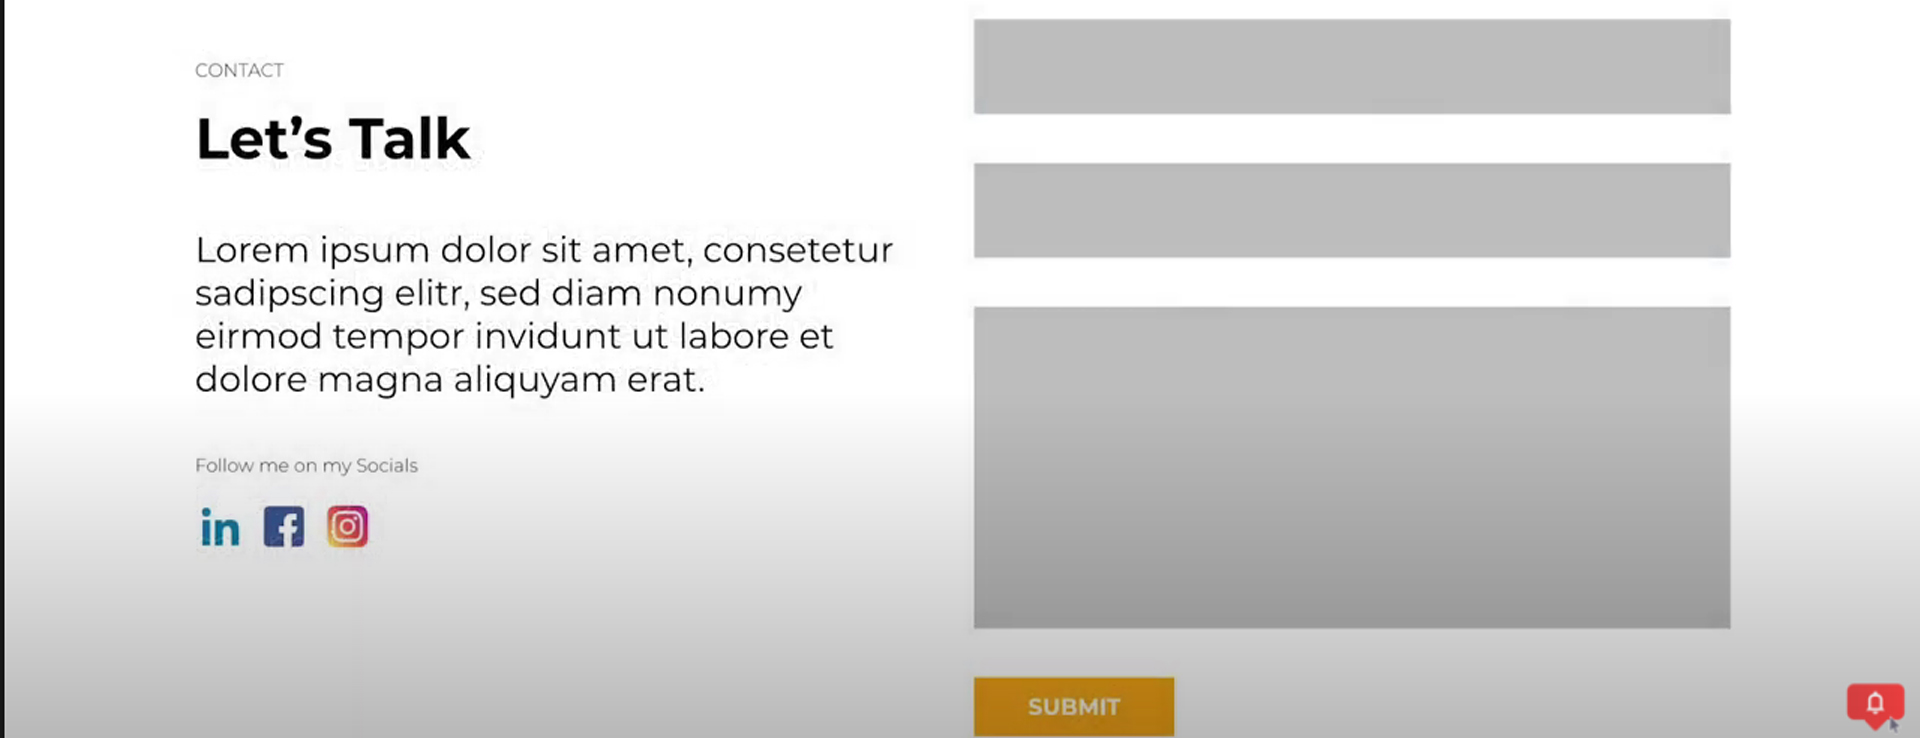 CONTACT
Let’s Talk
Lorem ipsum dolor sit amet, consetetur
sadipscing elitr, sed diam nonumy
eirmod tempor invidunt ut labore et
dolore magna aliquyam erat.
Follow me on my Socials
in f
SUBMIT